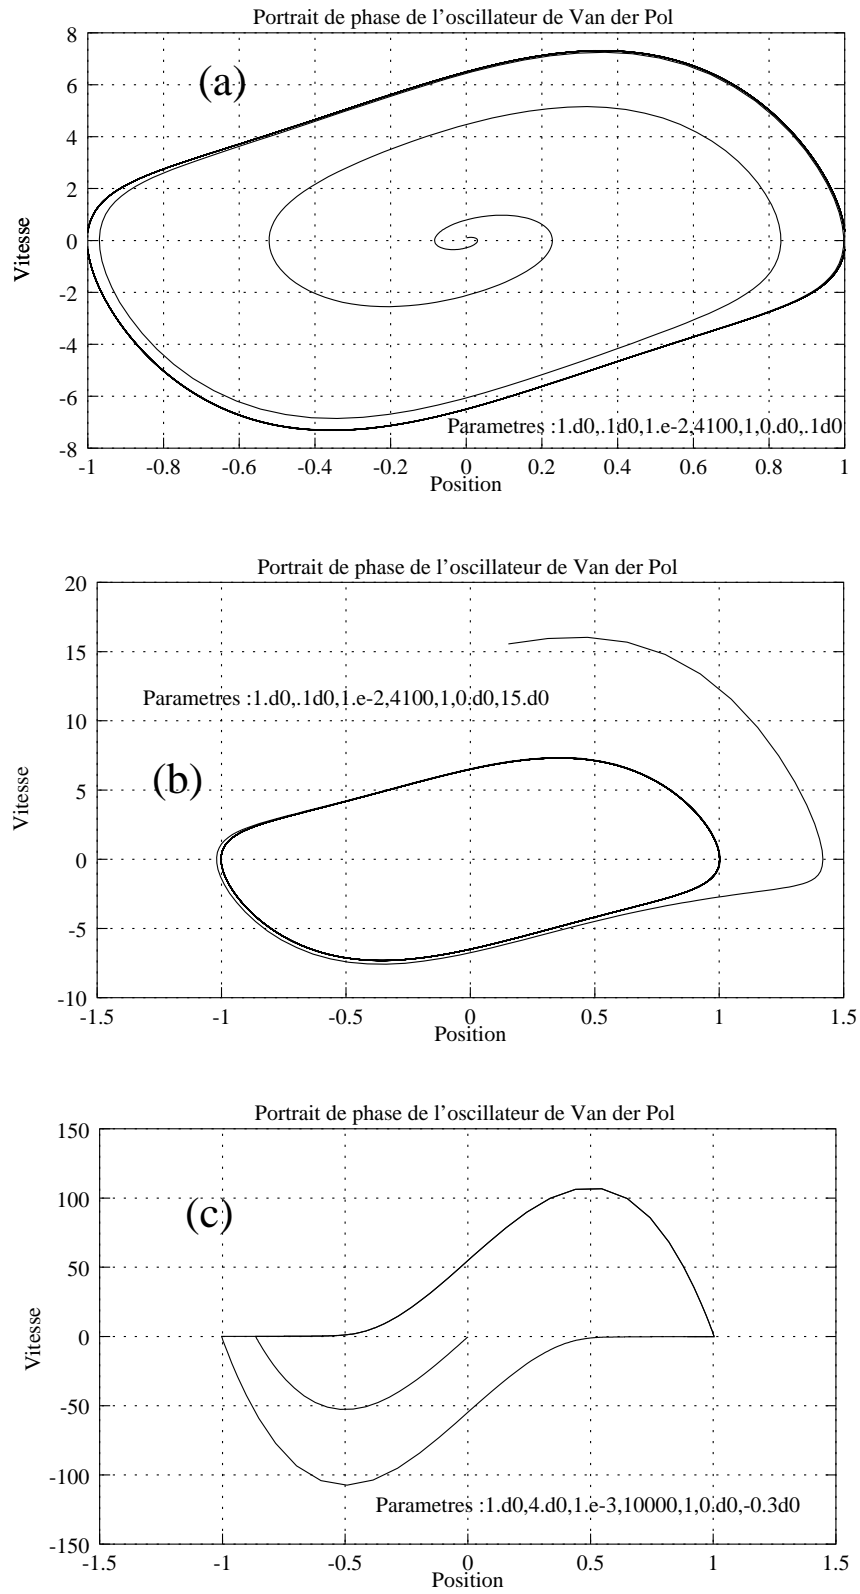 Portrait de phase de l'oscillateur de Van der Pol
8
(a)
6
4
2
Vitesse
0
-2
-4
-6
Parametres :1.d0,.1d0,1.e-2,4100,1,0.d0,.1d0
-8
-1 -0.8 -0.6 -0.4 -0.2 0 0.2 0.4 0.6 0.8 1
Position
Portrait de phase de l'oscillateur de Van der Pol
20
15
Parametres :1.d0,.1d0,1.e-2,4100,1,0.d0,15.d0
10
(b)
Vitesse
5
0
-5
-10
-1.5 -1 -0.5 0 0.5 1 1.5
Position
Portrait de phase de l'oscillateur de Van der Pol
150
100
(c)
50
Vitesse
0
-50
-100
Parametres :1.d0,4.d0,1.e-3,10000,1,0.d0,-0.3d0
-150
-1.5 -1 -0.5 0 0.5 1 1.5
Position